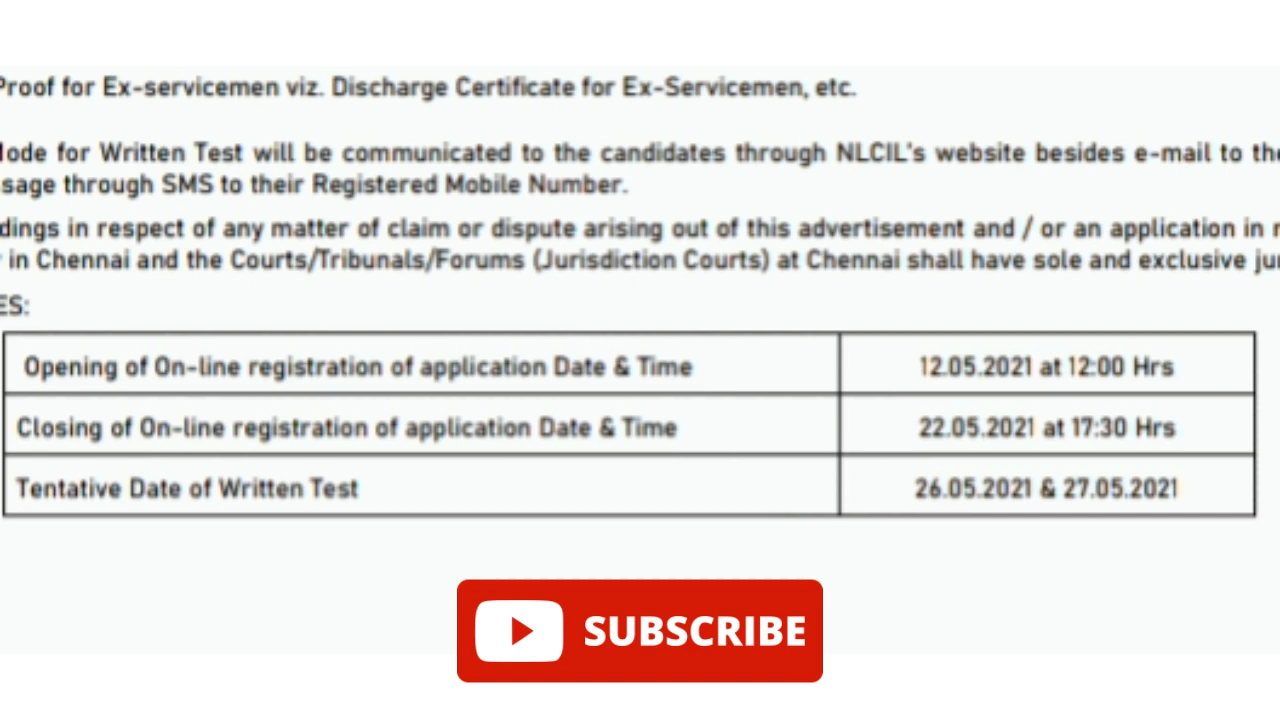 Proof for Ex-servicemen viz. Discharge Certificate for Ex-Servicemen, etc.
for Written Test will be communicated to the candidates through NLCIL's website besides e-mail to the
through SMS to their Registered Mobile Number.
in respect of any matter of claim or dispute arising out of this advertisement and / or an application in
in Chennai and the Courts/Tribunals/Forums (Jurisdiction Courts) at Chennai shall have sole and exclusive
ES:
Opening of On-line registration of application Date & Time 12.05.2021 at 12:00 Hrs
Closing of On-line registration of application Date & Time 22.05.2021 at 17:30 Hrs
Tentative Date of Written Test 26.05.2021 & 27.05.2021
SUBSCRIBE